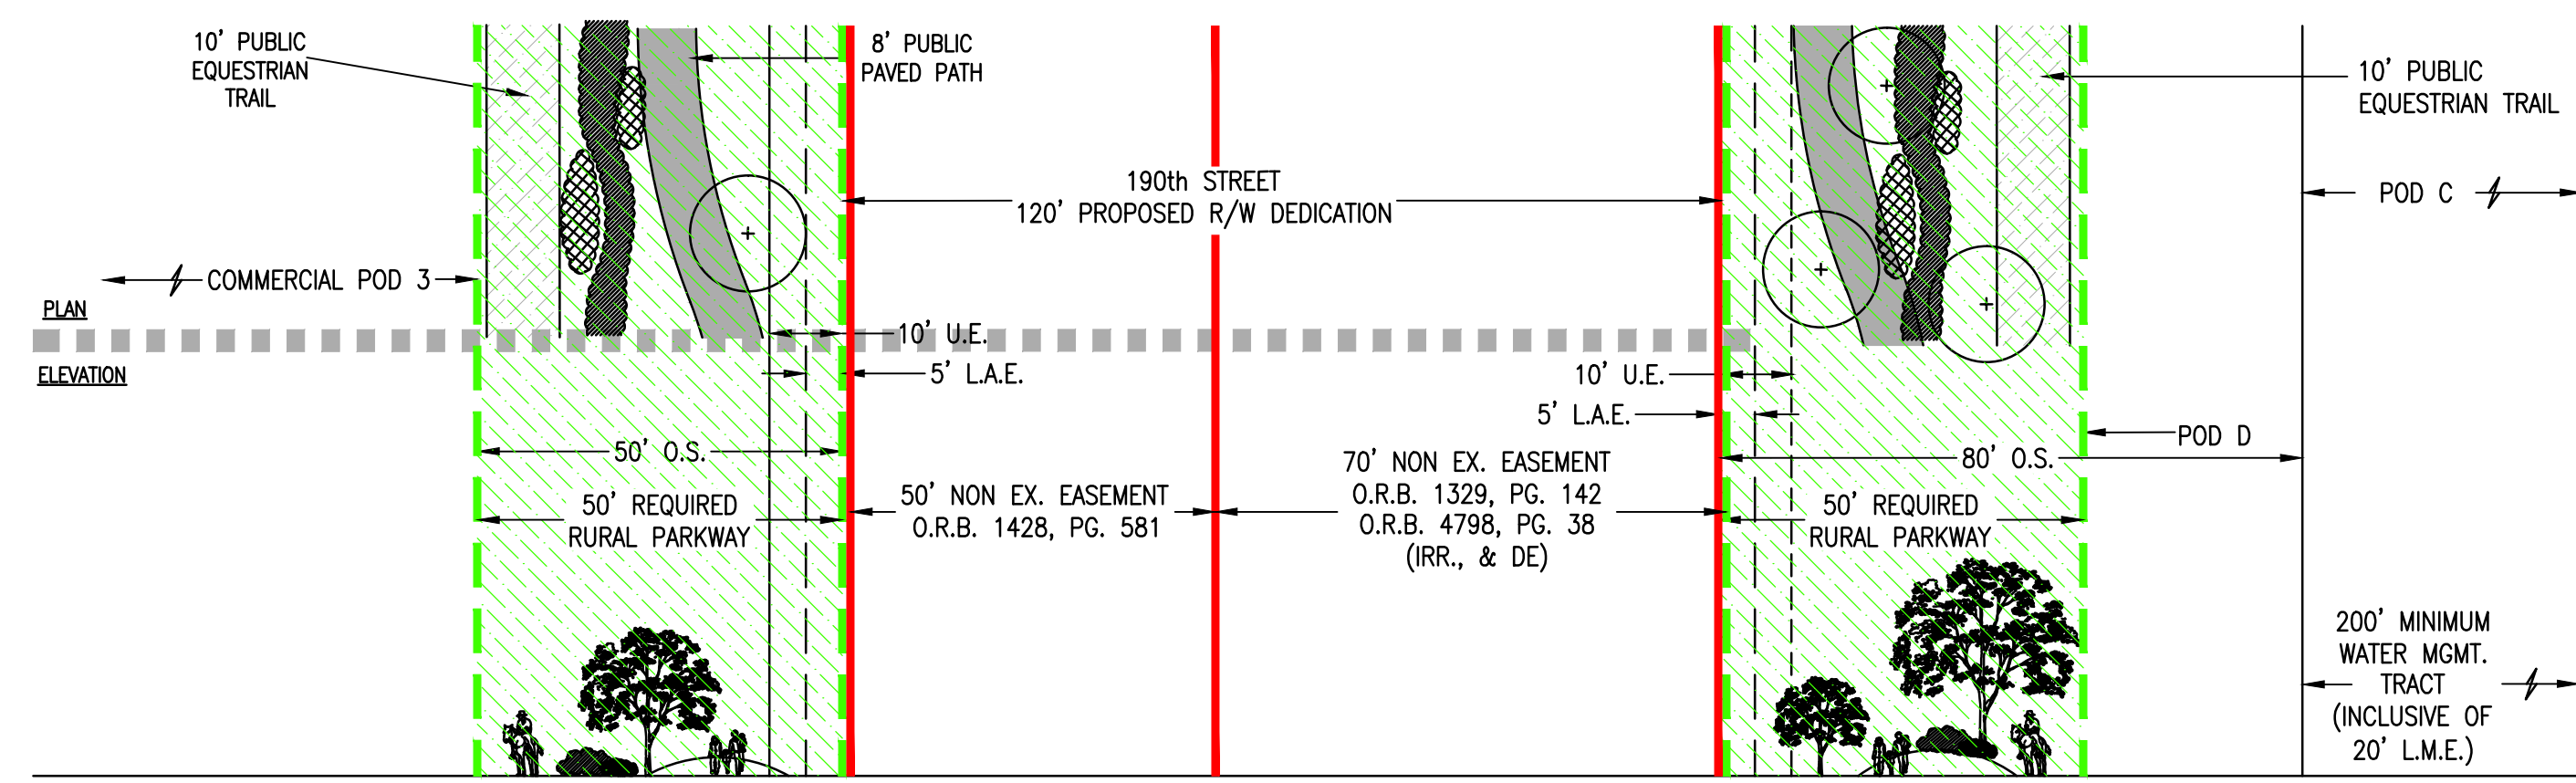 10' PUBLIC
EQUESTRIAN
TRAIL
8' PUBLIC
PAVED PATH
10' PUBLIC
EQUESTRIAN TRAIL
190th STREET
120' PROPOSED R/W DEDICATION
POD C
COMMERCIAL POD 3
PLAN
ELEVATION
10' U.E.
5' L.A.E.
10' U.E.
5' L.A.E.
50' O.S.
POD D
80' O.S.
50' REQUIRED
RURAL PARKWAY
50' NON EX. EASEMENT
O.R.B. 1428, PG. 581
70' NON EX. EASEMENT
O.R.B. 1329, PG. 142
O.R.B. 4798, PG. 38
(IRR., & DE)
50' REQUIRED
RURAL PARKWAY
200' MINIMUM
WATER MGMT.
TRACT
(INCLUSIVE OF
20' L.M.E.)